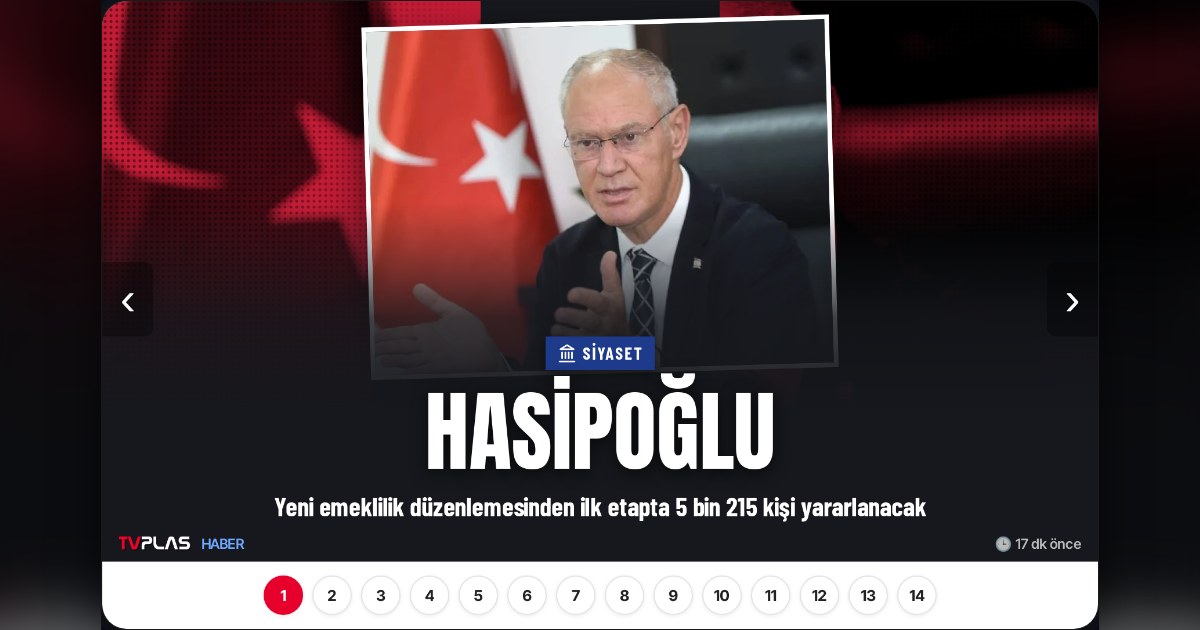 SİYASET
HASİPOĞLU
Yeni emeklilik düzenlemesinden ilk etapta 5 bin 215 kişi yararlanacak
TVPLAS HABER
17 dk önce
1 2 3 4 5 6 7 8 9 10 11 12 13 14